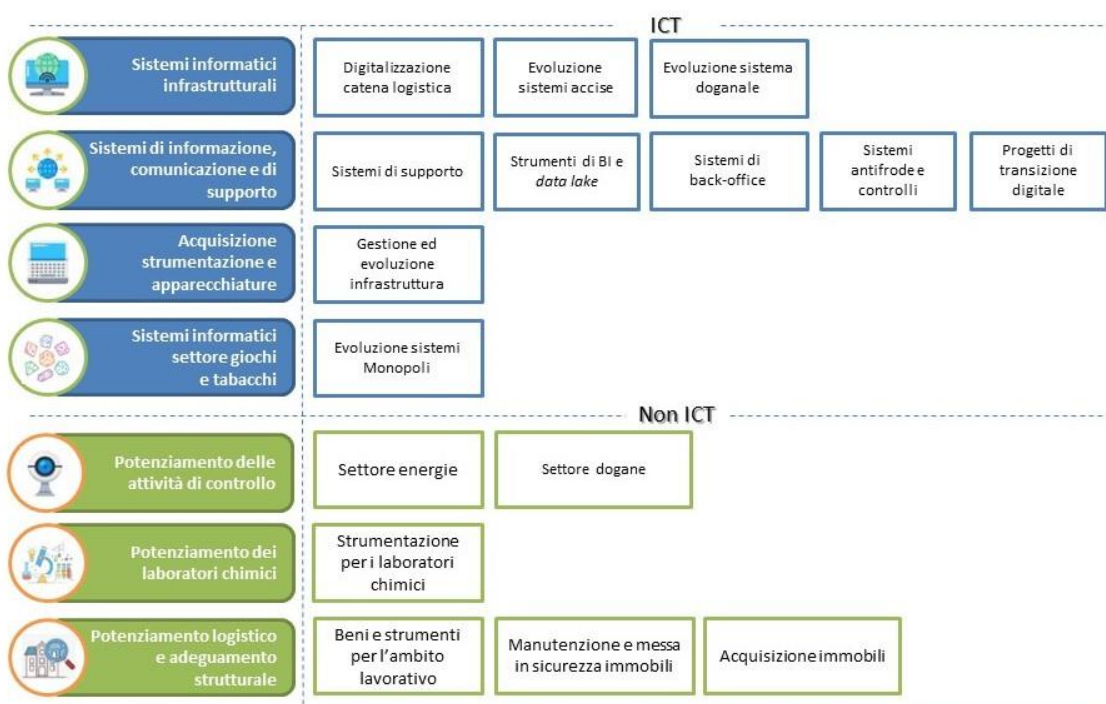 ICT
Sistemi informatici
infrastrutturali
Digitalizzazione
catena logistica
Evoluzione
sistemi accise
Evoluzione sistema
doganale
Sistemi di informazione,
comunicazione e di
supporto
Sistemi di supporto
Strumenti di BI e
data lake
Sistemi di
back-office
Sistemi
antifrode e
controlli
Progetti di
transizione
digitale
Acquisizione
strumentazione e
apparecchiature
Gestione ed
evoluzione
infrastruttura
Sistemi informatici
settore giochi
e tabacchi
Evoluzione sistemi
Monopoli
Non ICT
Potenziamento delle
attività di controllo
Settore energie
Settore dogane
Potenziamento dei
laboratori chimici
Strumentazione
per i laboratori
chimici
Potenziamento logistico
e adeguamento
strutturale
Beni e strumenti
per l'ambito
lavorativo
Manutenzione e messa
in sicurezza immobili
Acquisizione immobili